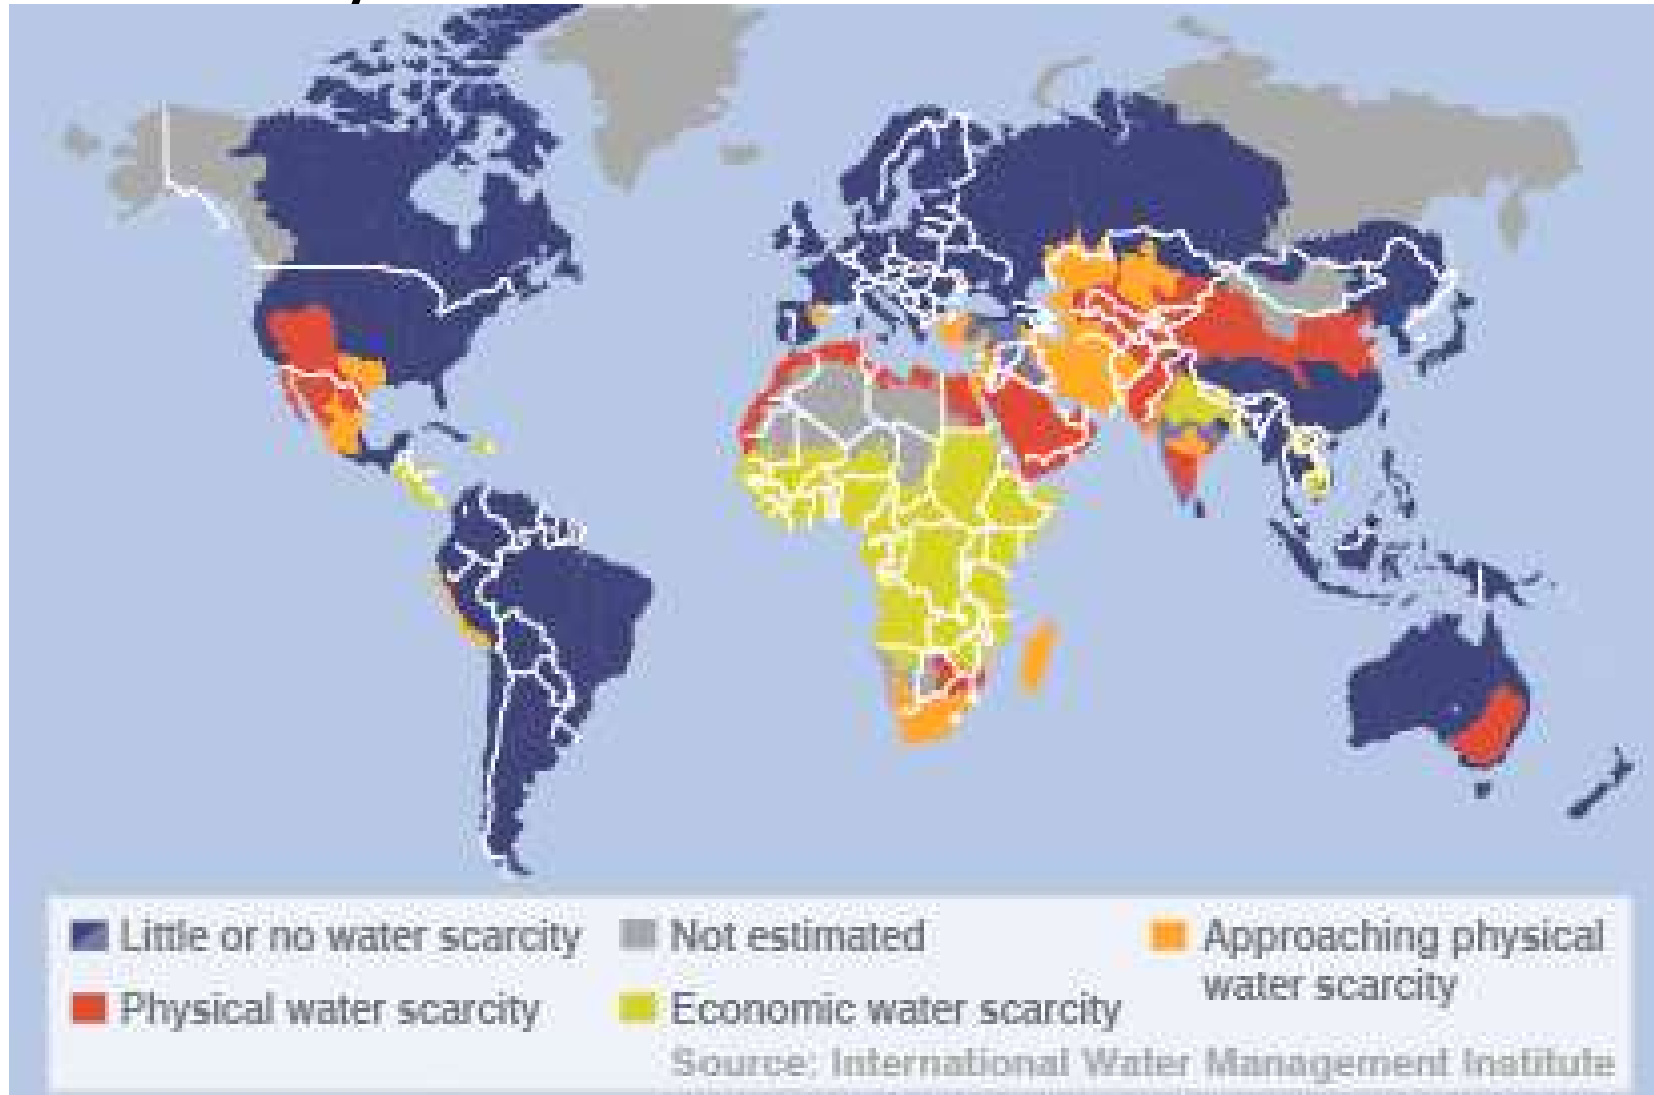 Little or no water scarcity
Not estimated
Approaching physical
water scarcity
Physical water scarcity
Economic water scarcity
Source: International Water Management Institute